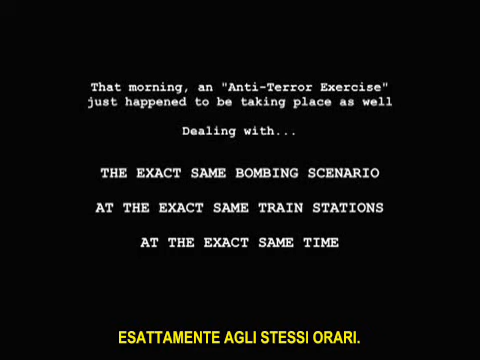 That morning, an "Anti-Terror Exercise"
just happened to be taking place as well
Dealing with...
THE EXACT SAME BOMBING SCENARIO
AT THE EXACT SAME TRAIN STATIONS
AT THE EXACT SAME TIME
ESATTAMENTE AGLI STESSI ORARI.